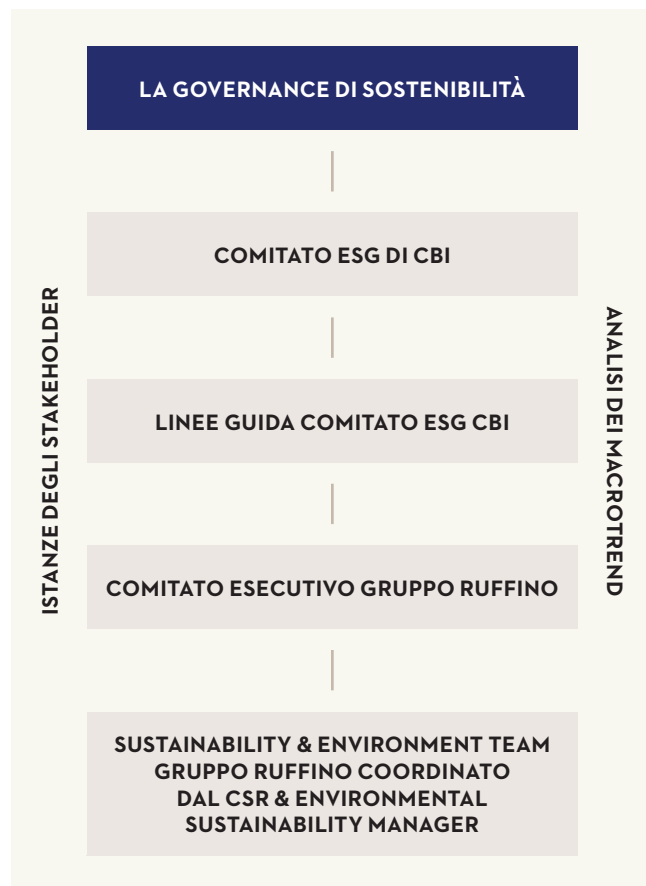 LA GOVERNANCE DI SOSTENIBILITÀ
ISTANZE DEGLI STAKEHOLDER
COMITATO ESG DI CBI
LINEE GUIDA COMITATO ESG CBI
COMITATO ESECUTIVO GRUPPO RUFFINO
SUSTAINABILITY & ENVIRONMENT TEAM
GRUPPO RUFFINO COORDINATO
DAL CSR & ENVIRONMENTAL
SUSTAINABILITY MANAGER
ANALISI DEI MACROTREND